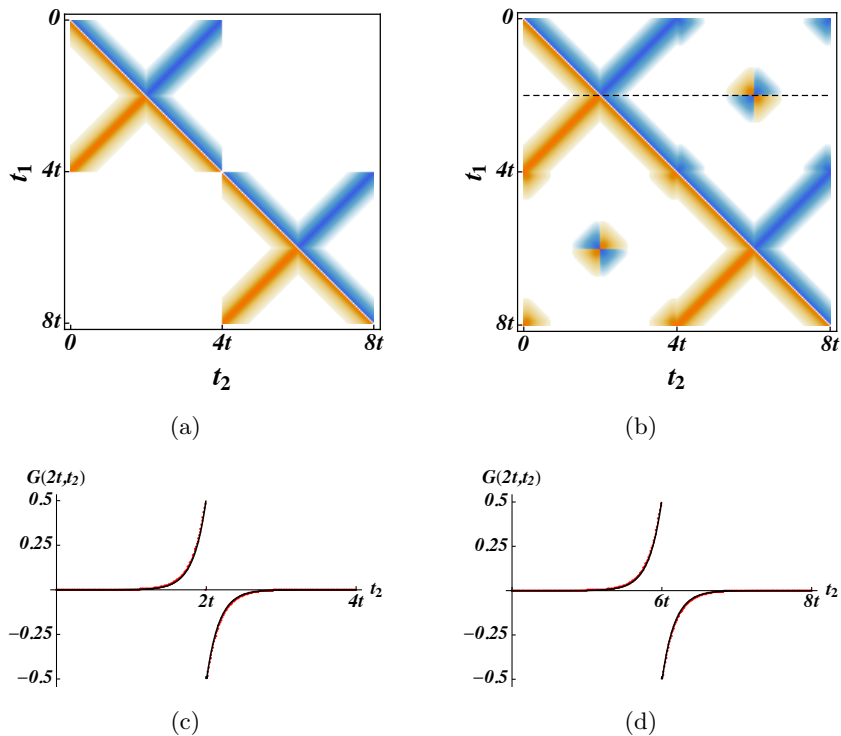 0
4t
8t
t₁
0 4t 8t
t₂
(a)
0
4t
8t
t₁
0 4t 8t
t₂
(b)
G(2t,t₂)
0.5
0.25
−0.25
−0.5
2t 4t t₂
(c)
G(2t,t₂)
0.5
0.25
−0.25
−0.5
6t 8t t₂
(d)